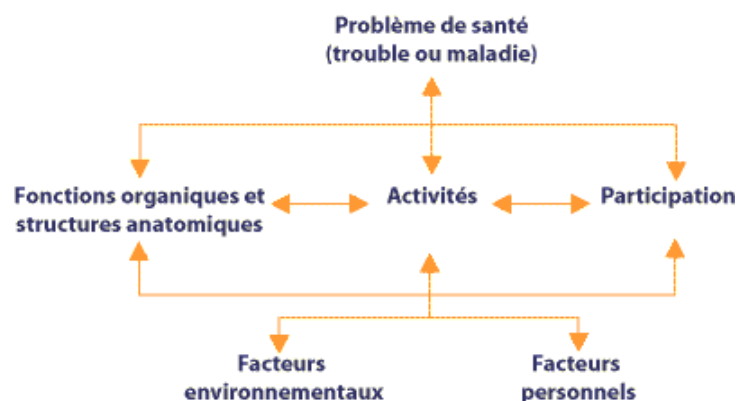 Problème de santé
(trouble ou maladie)
Fonctions organiques et
structures anatomiques
Activités
Participation
Facteurs
environnementaux
Facteurs
personnels